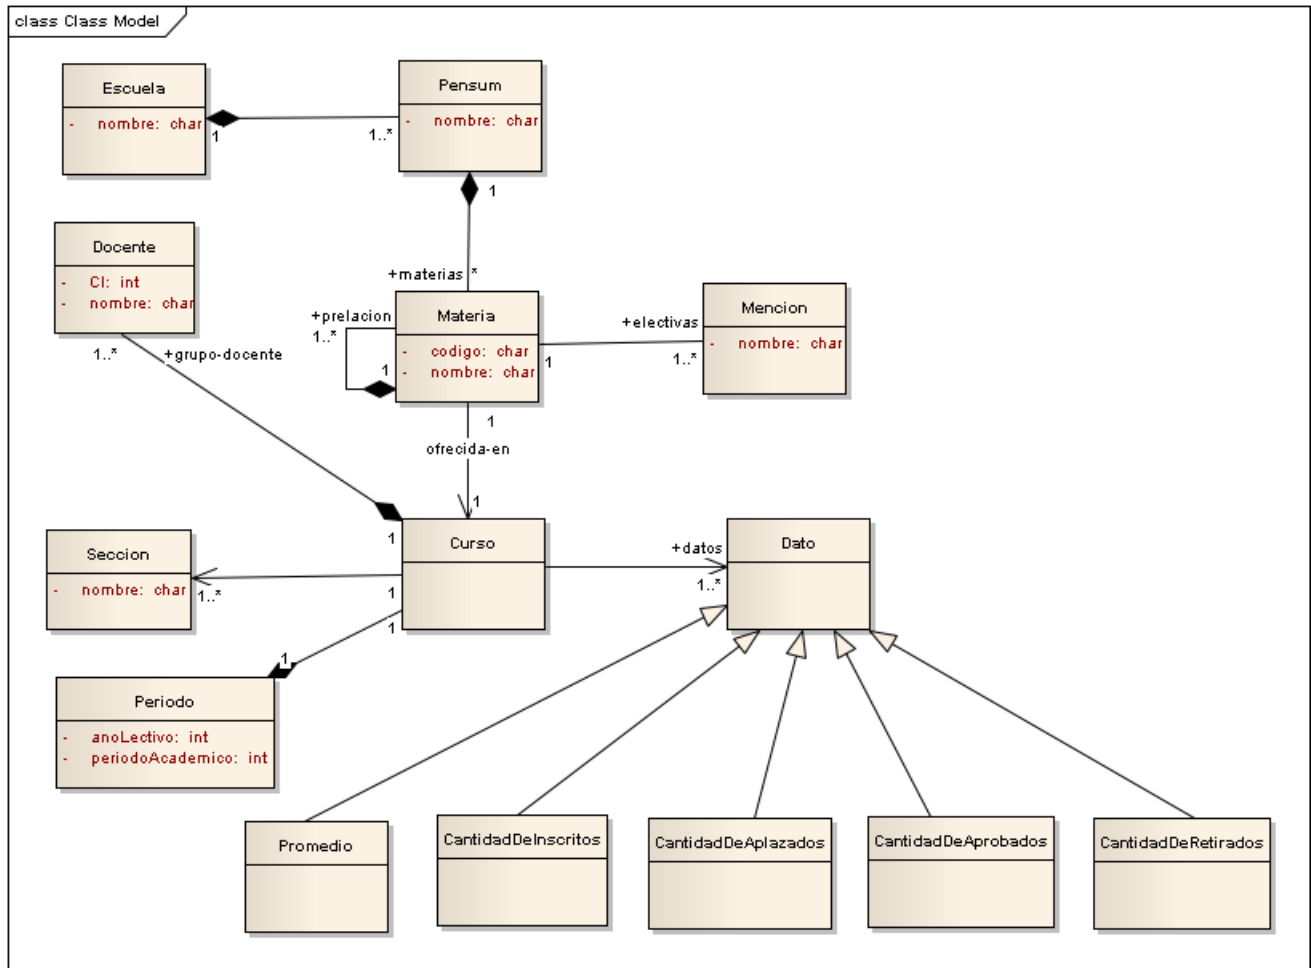 class Class Model
Escuela
- nombre: char
1
1..*
Pensum
- nombre: char
1
Docente
- CI: int
- nombre: char
1..*
+grupo-docente
+materias *
+prelacion
1..*
1
Materia
- codigo: char
- nombre: char
1
+electivas
1..*
Mencion
- nombre: char
1
ofrecida-en
1
Seccion
- nombre: char
1..*
1
1
1
Curso
+datos
1..*
Dato
1
Periodo
- anoLectivo: int
- periodoAcademico: int
Promedio
CantidadDeInscritos
CantidadDeAplazados
CantidadDeAprobados
CantidadDeRetirados